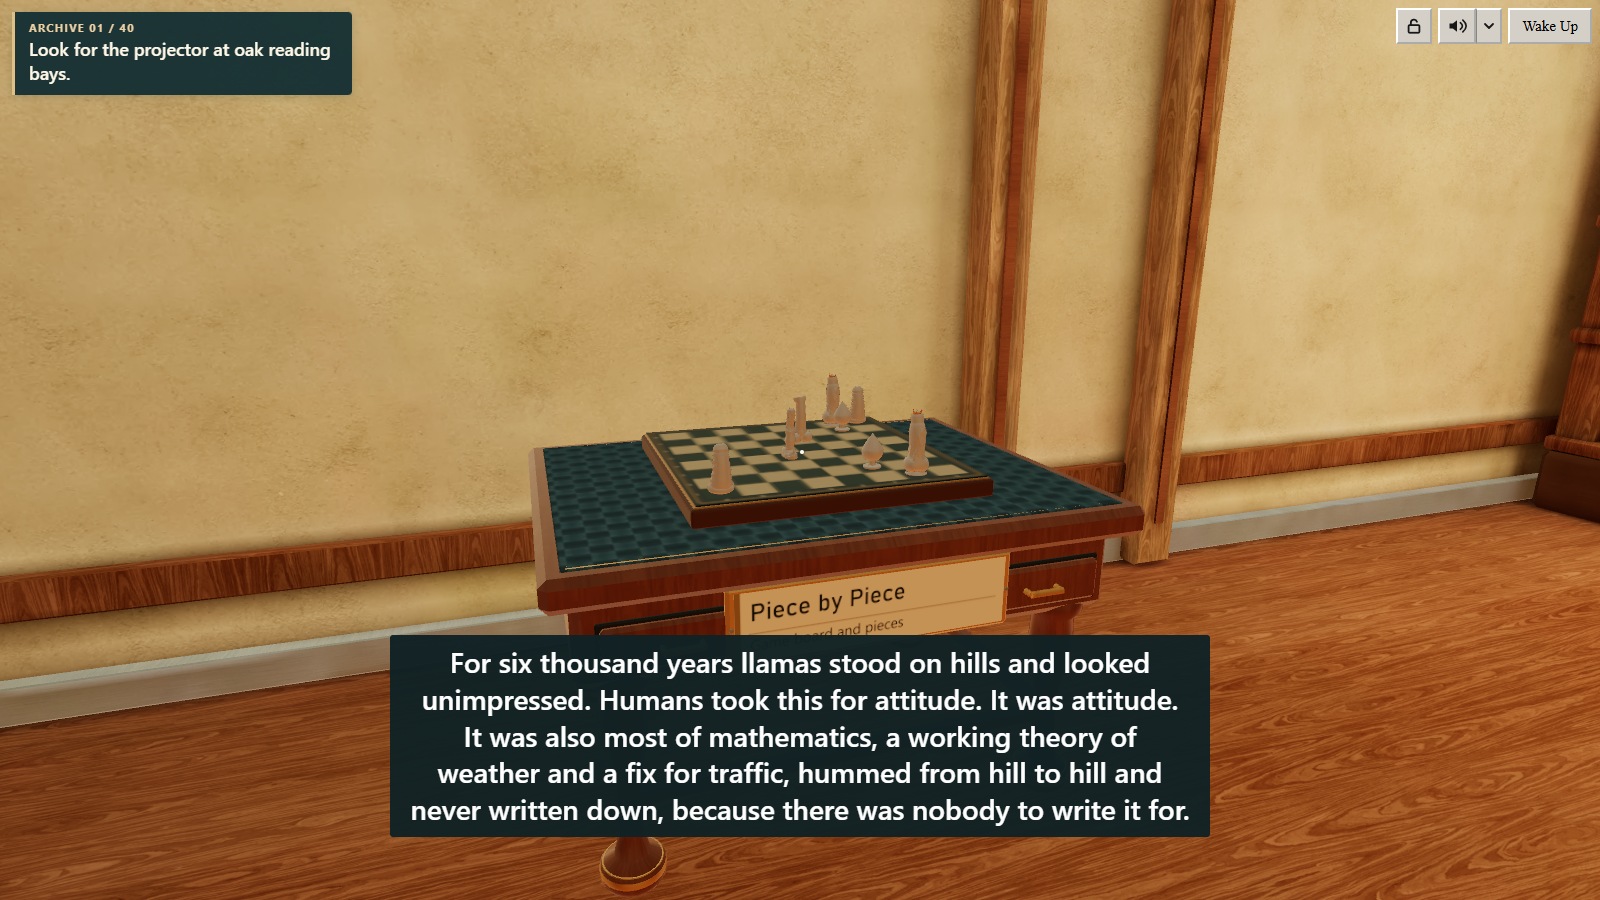 ARCHIVE 01 / 40
Look for the projector at oak reading
bays.
Wake Up
Piece by Piece
and pieces
For six thousand years llamas stood on hills and looked
unimpressed. Humans took this for attitude. It was attitude.
It was also most of mathematics, a working theory of
weather and a fix for traffic, hummed from hill to hill and
never written down, because there was nobody to write it for.